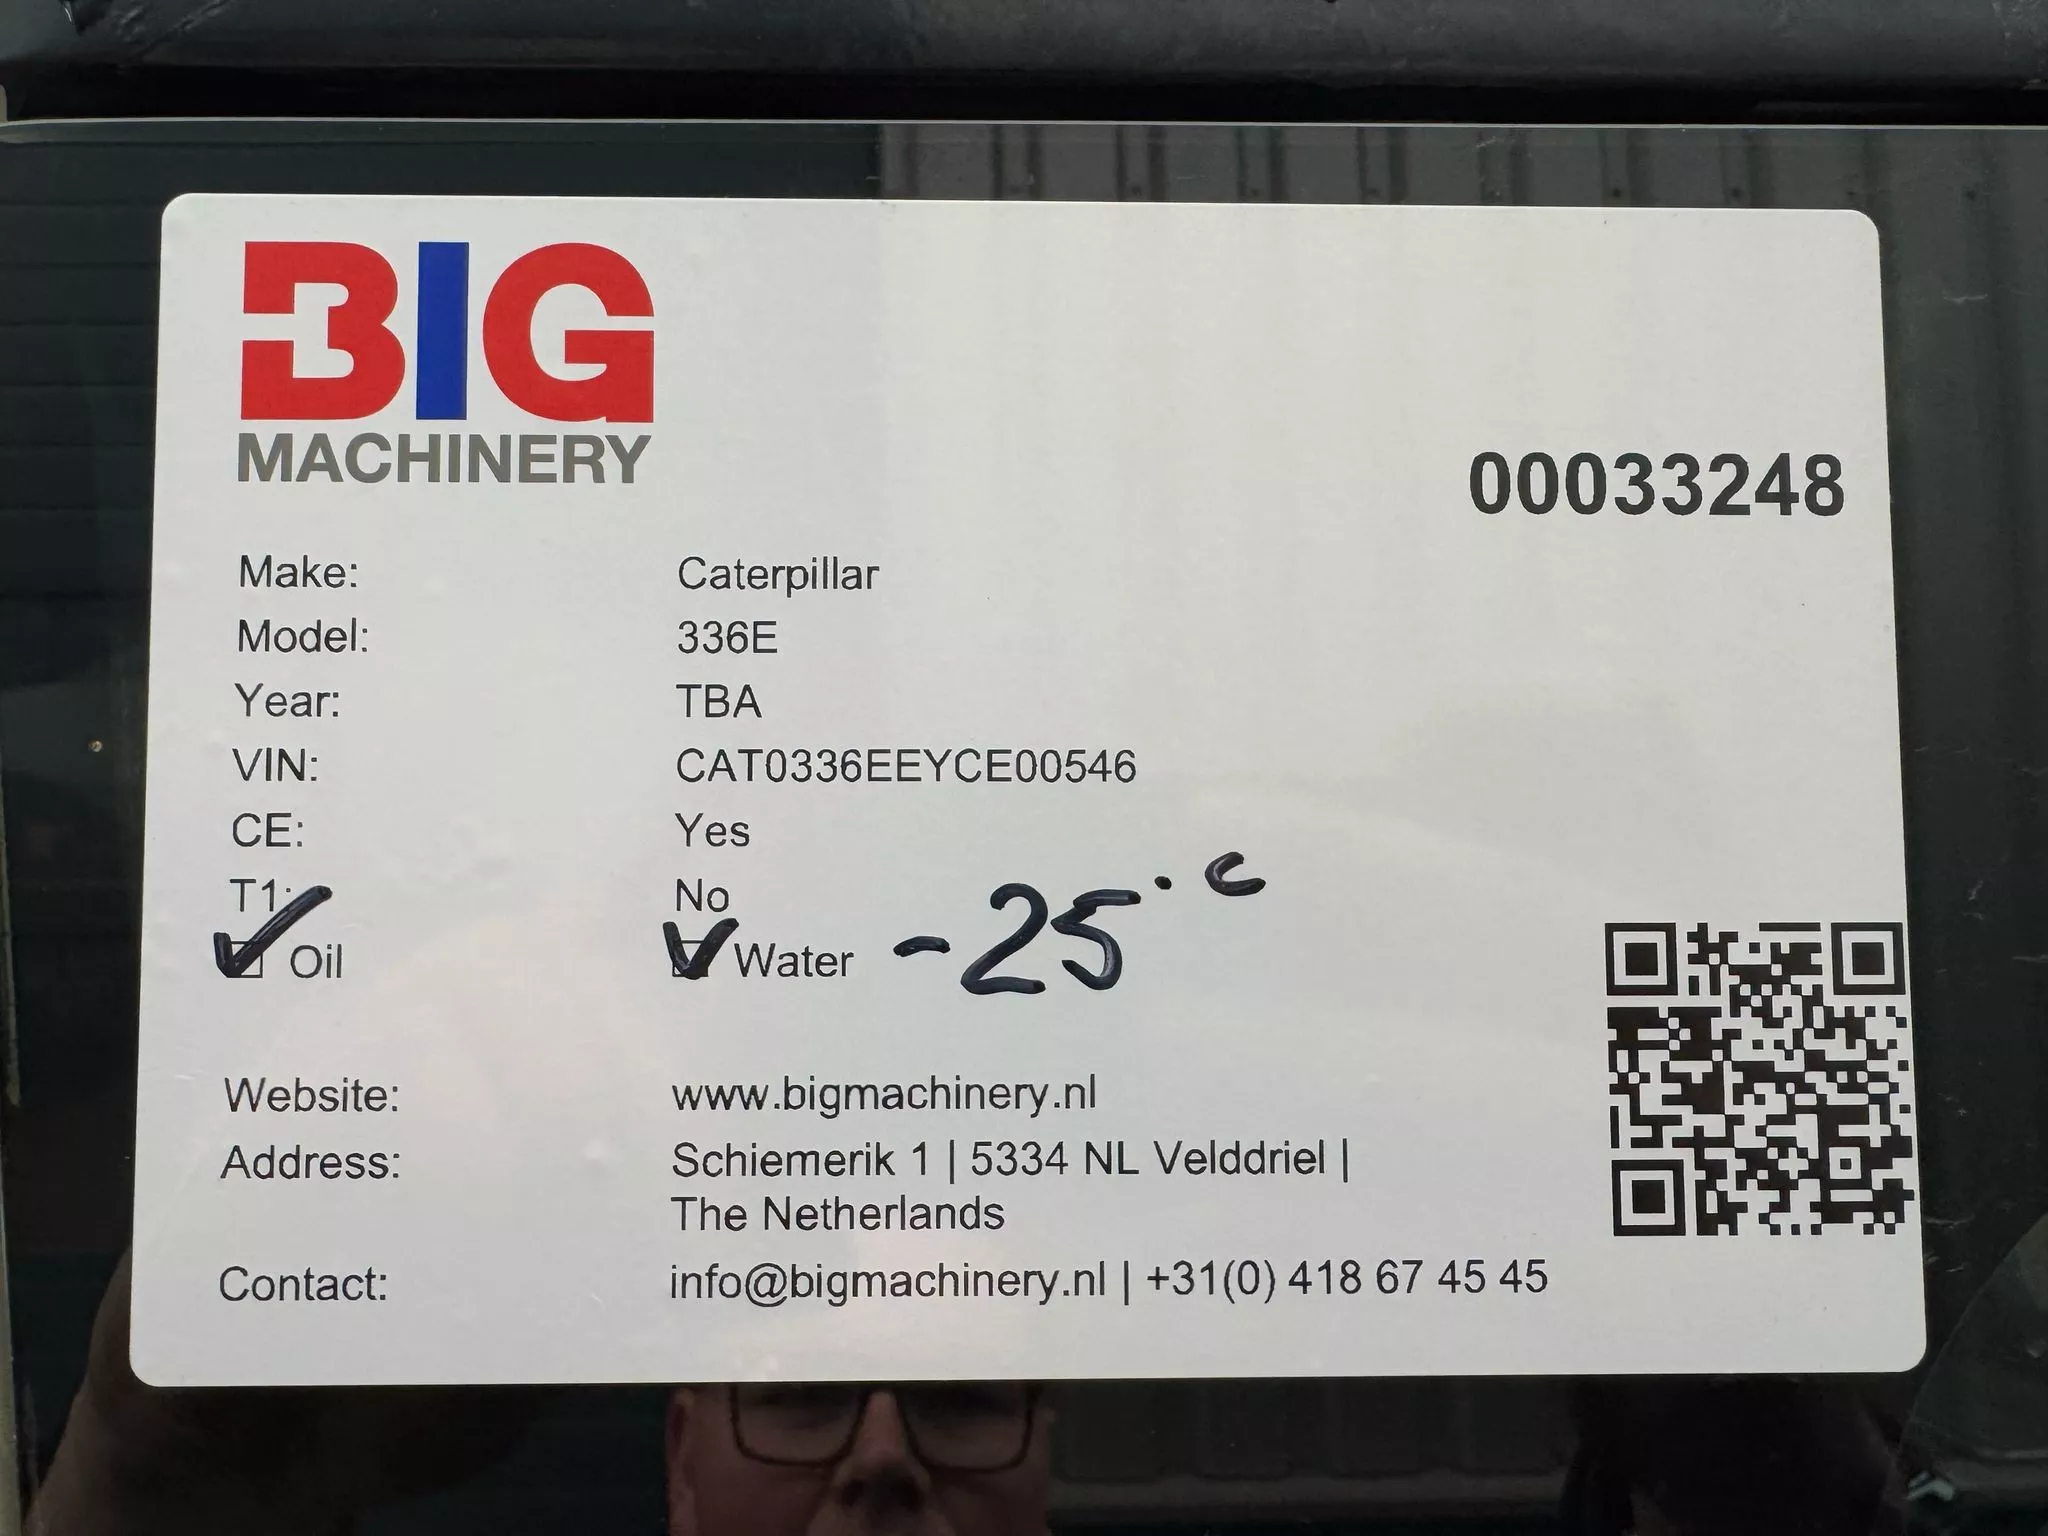 BIG
MACHINERY
00033248
Make: Caterpillar
Model: 336E
Year: TBA
VIN: CAT0336EEYCE00546
CE: Yes
T1: No
Oil Water -25°C
Website: www.bigmachinery.nl
Address: Schiemerik 1 | 5334 NL Velddriel |
The Netherlands
Contact: info@bigmachinery.nl | +31(0) 418 67 45 45